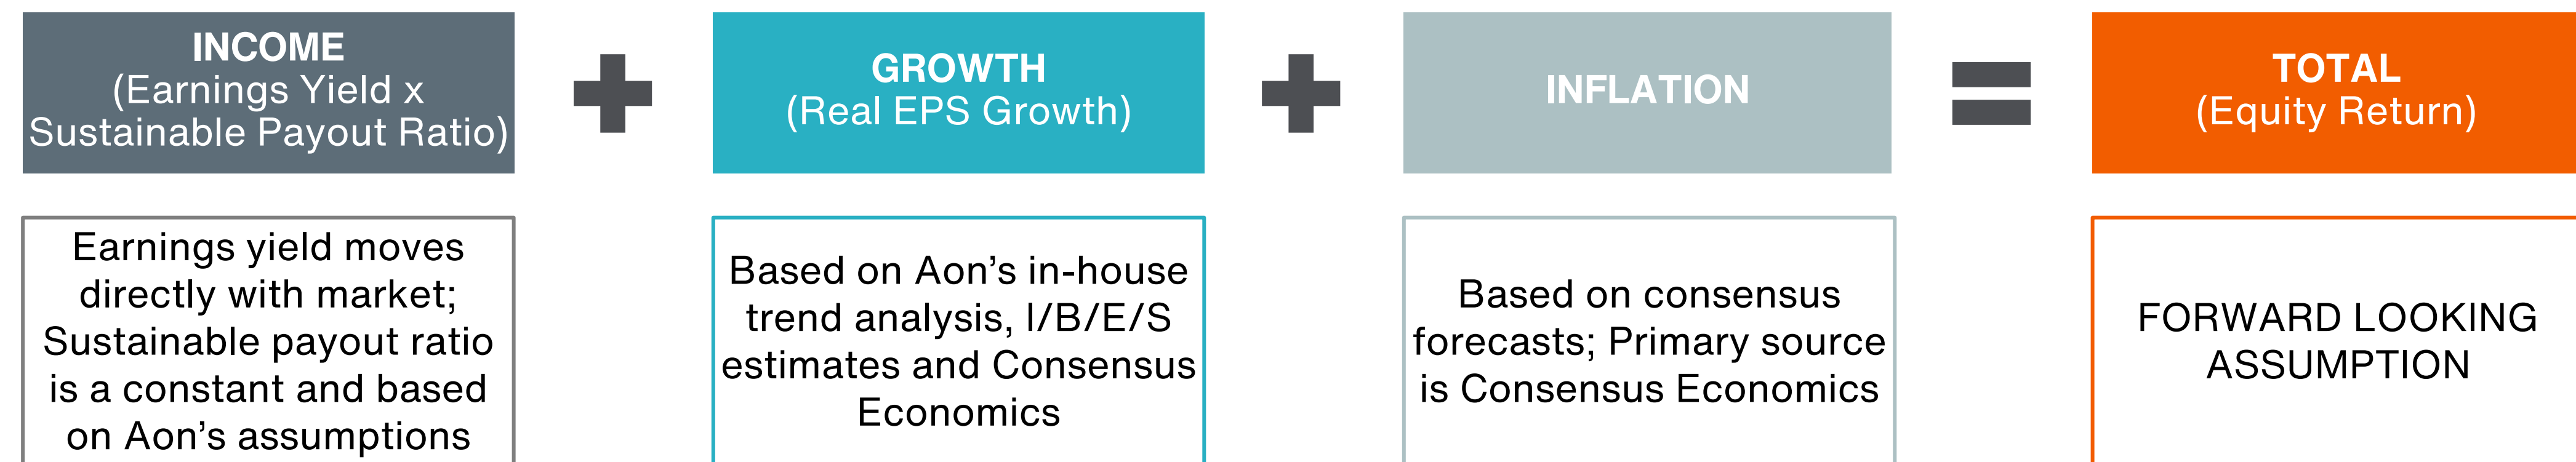 INCOME
(Earnings Yield x
Sustainable Payout Ratio)
GROWTH
(Real EPS Growth)
INFLATION
TOTAL
(Equity Return)
Earnings yield moves
directly with market;
Sustainable payout ratio
is a constant and based
on Aon’s assumptions
Based on Aon’s in-house
trend analysis, I/B/E/S
estimates and Consensus
Economics
Based on consensus
forecasts; Primary source
is Consensus Economics
FORWARD LOOKING
ASSUMPTION